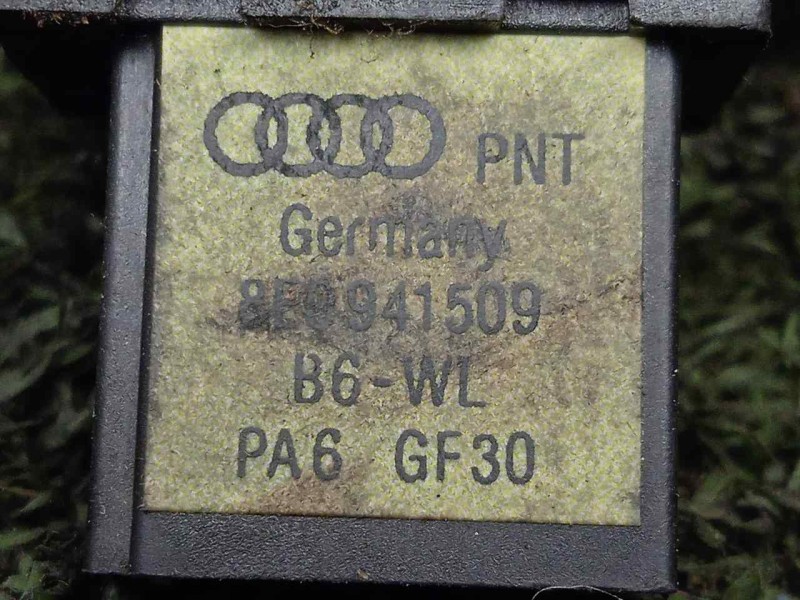 PNT
Germany
8E0941509
B6-WL
PA6 GF30